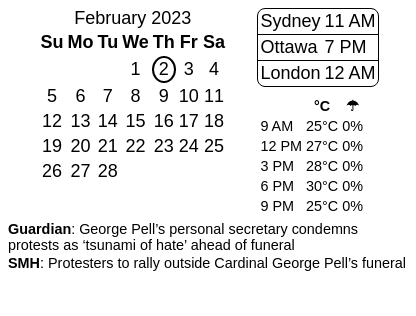 February 2023
Su Mo Tu We Th Fr Sa
1 2 3 4
5 6 7 8 9 10 11
12 13 14 15 16 17 18
19 20 21 22 23 24 25
26 27 28
Sydney 11 AM
Ottawa 7 PM
London 12 AM
°C ☂
9 AM 25°C 0%
12 PM 27°C 0%
3 PM 28°C 0%
6 PM 30°C 0%
9 PM 25°C 0%
Guardian: George Pell’s personal secretary condemns
protests as ‘tsunami of hate’ ahead of funeral
SMH: Protesters to rally outside Cardinal George Pell’s funeral